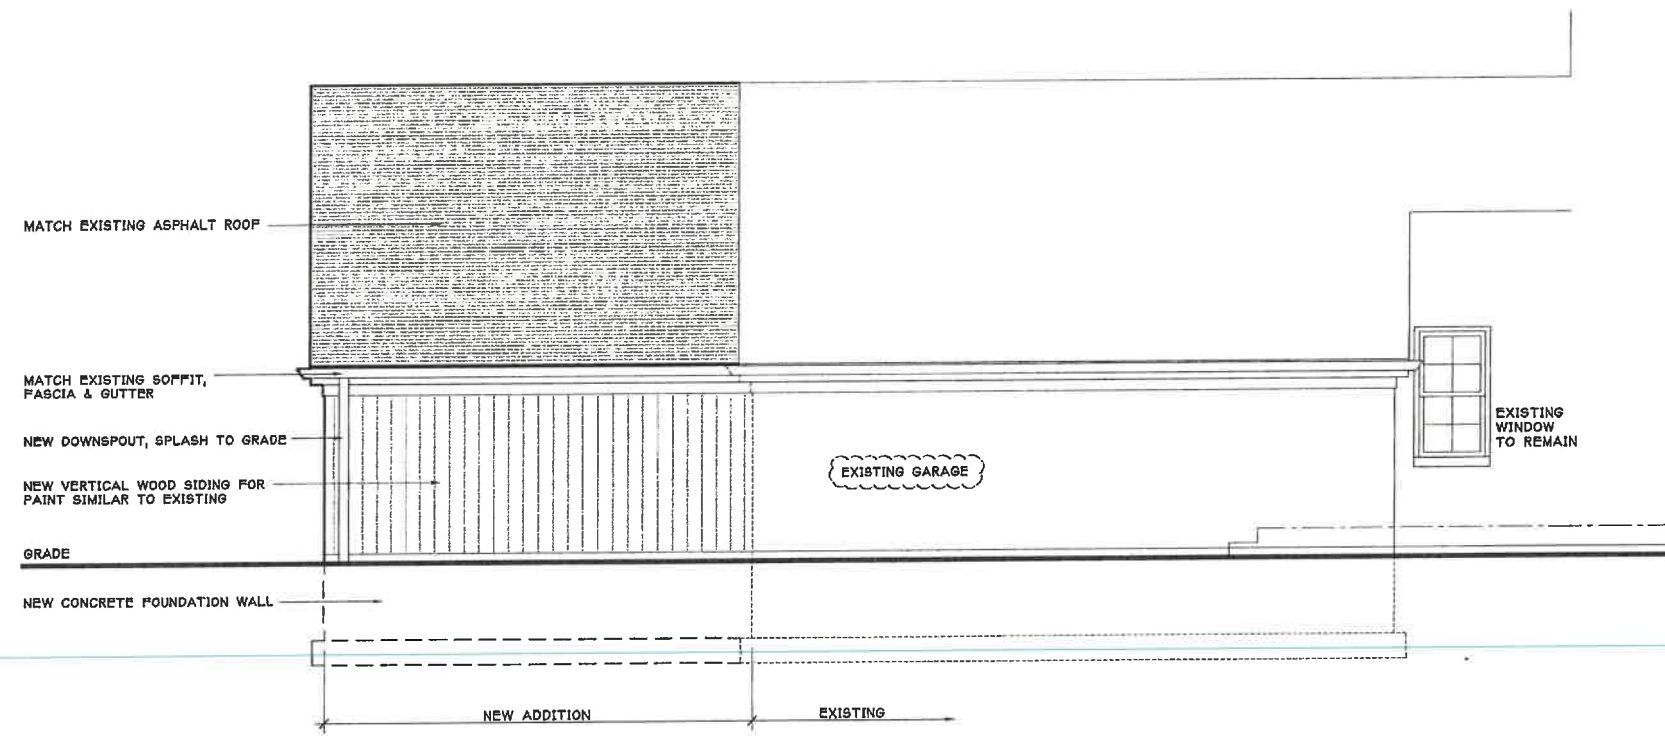 MATCH EXISTING ASPHALT ROOF
MATCH EXISTING SOFFIT,
FASCIA & GUTTER
NEW DOWNSPOUT, SPLASH TO GRADE
NEW VERTICAL WOOD SIDING FOR
PAINT SIMILAR TO EXISTING
GRADE
NEW CONCRETE FOUNDATION WALL
EXISTING GARAGE
EXISTING
WINDOW
TO REMAIN
NEW ADDITION
EXISTING